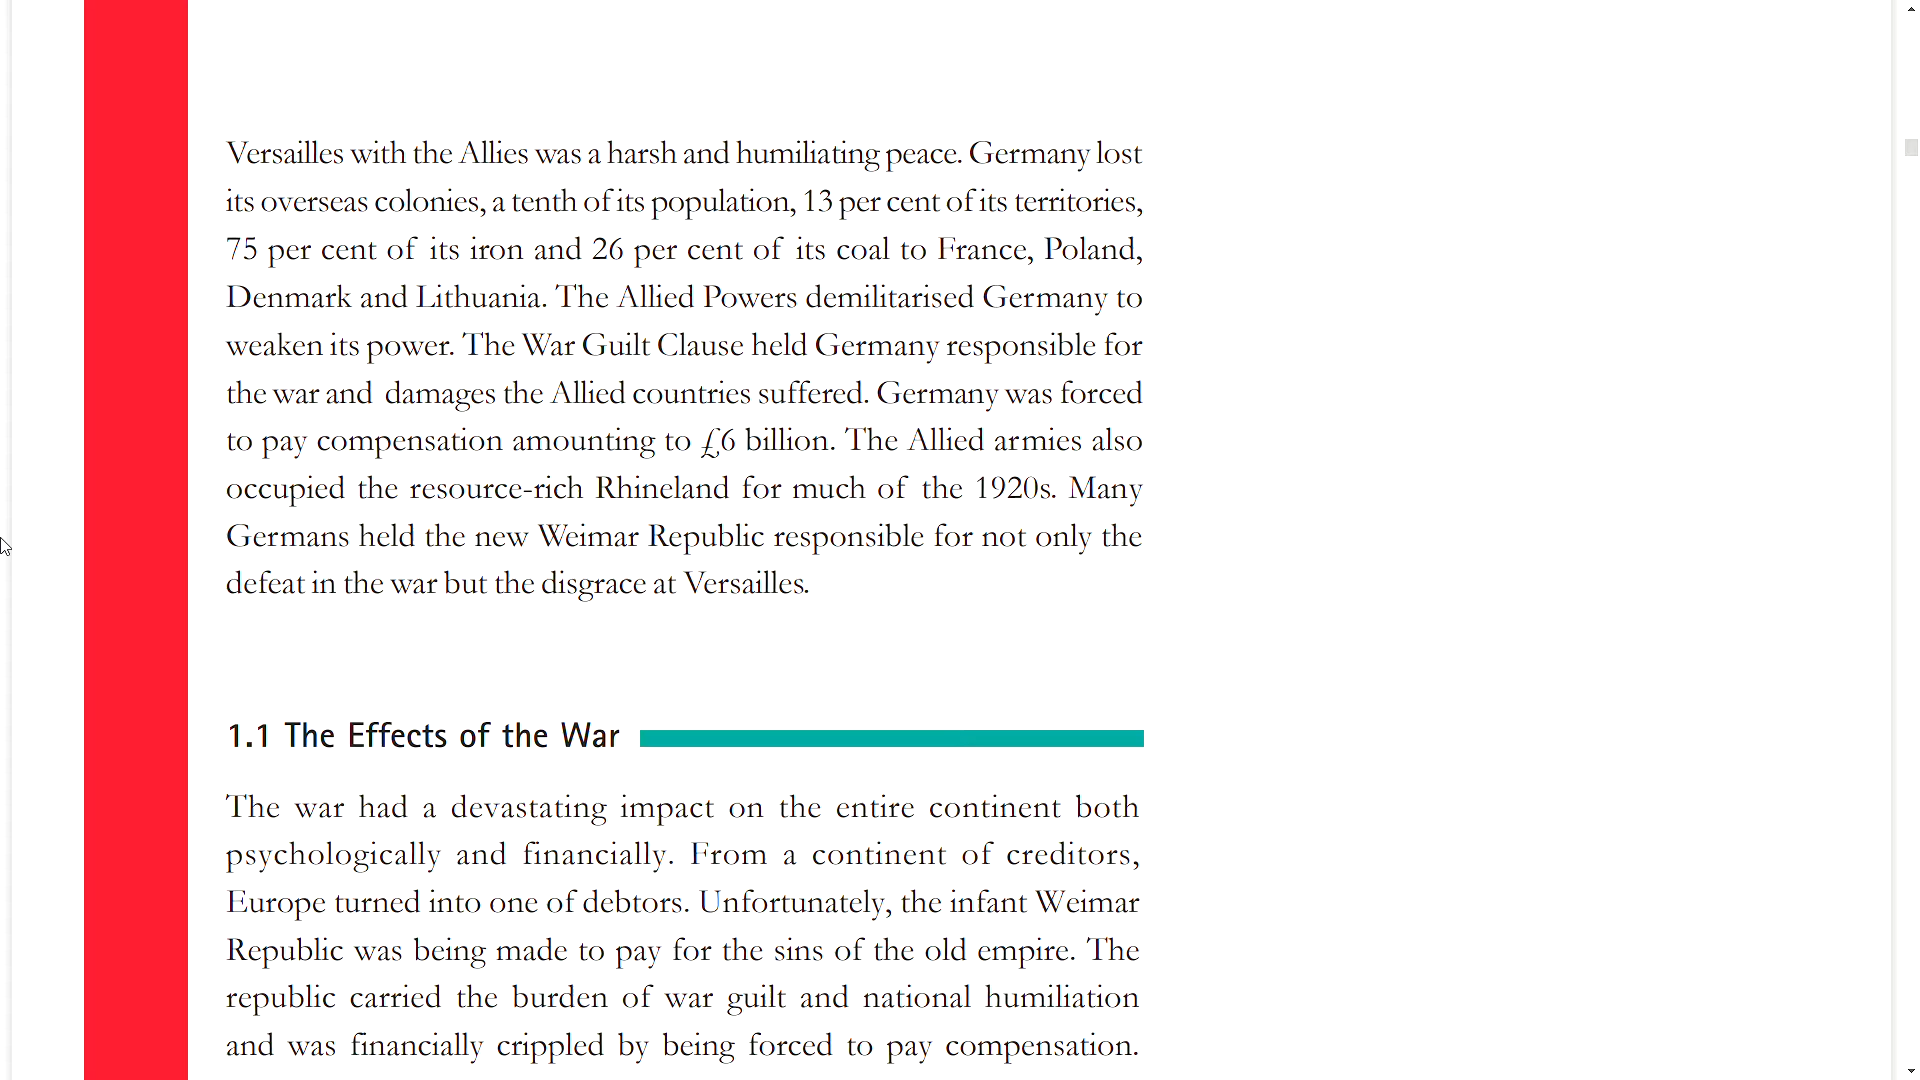 Versailles with the Allies was a harsh and humiliating peace. Germany lost
its overseas colonies, a tenth of its population, 13 per cent of its territories,
75 per cent of its iron and 26 per cent of its coal to France, Poland,
Denmark and Lithuania. The Allied Powers demilitarised Germany to
weaken its power. The War Guilt Clause held Germany responsible for
the war and damages the Allied countries suffered. Germany was forced
to pay compensation amounting to £6 billion. The Allied armies also
occupied the resource-rich Rhineland for much of the 1920s. Many
Germans held the new Weimar Republic responsible for not only the
defeat in the war but the disgrace at Versailles.
1.1 The Effects of the War
The war had a devastating impact on the entire continent both
psychologically and financially. From a continent of creditors,
Europe turned into one of debtors. Unfortunately, the infant Weimar
Republic was being made to pay for the sins of the old empire. The
republic carried the burden of war guilt and national humiliation
and was financially crippled by being forced to pay compensation.